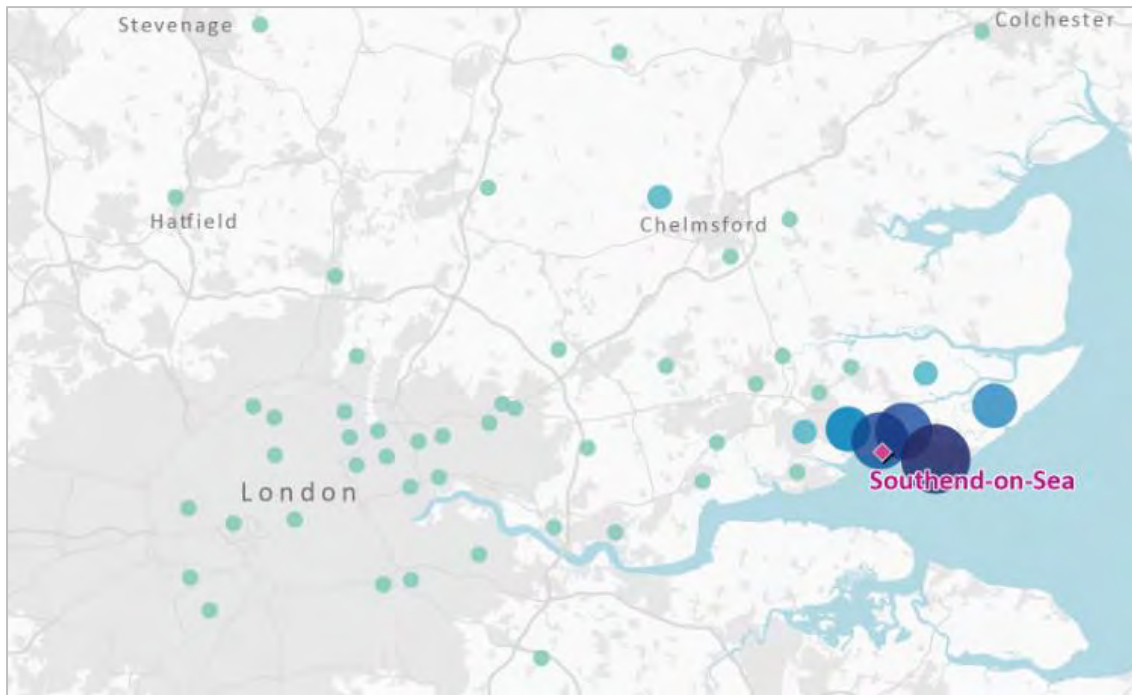 Stevenage
Colchester
Hatfield
Chelmsford
London
Southend-on-Sea